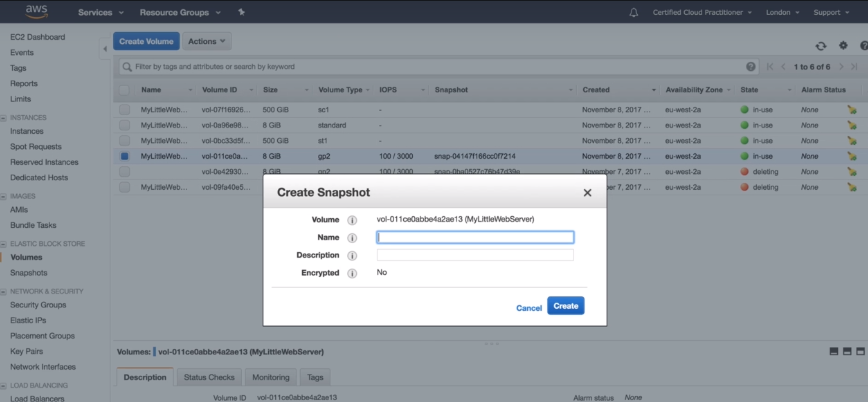 aws Services Resource Groups Certified Cloud Practitioner London Support
EC2 Dashboard
Events
Tags
Reports
Limits
INSTANCES
Instances
Spot Requests
Reserved Instances
Dedicated Hosts
IMAGES
AMIs
Bundle Tasks
ELASTIC BLOCK STORE
Volumes
Snapshots
NETWORK & SECURITY
Security Groups
Elastic IPs
Placement Groups
Key Pairs
Network Interfaces
LOAD BALANCING
Load Balancers
Create Volume Actions
Filter by tags and attributes or search by keyword 1 to 6 of 6
Name Volume ID Size Volume Type IOPS Snapshot Created Availability Zone State Alarm Status
MyLittleWeb... vol-07f16926... 500 GiB sc1 - November 8, 2017 ... eu-west-2a in-use None
MyLittleWeb... vol-0a96e98... 8 GiB standard - November 8, 2017 ... eu-west-2a in-use None
MyLittleWeb... vol-0bc33d5f... 500 GiB st1 - November 8, 2017 ... eu-west-2a in-use None
MyLittleWeb... vol-011ce0a... 8 GiB gp2 100 / 3000 snap-04147f166cc0f7214 November 8, 2017 ... eu-west-2a in-use None
vol-0e42930... 8 GiB gp2 100 / 3000 November 7, 2017 ... eu-west-2a deleting None
MyLittleWeb... vol-09fa40e5... 7, 2017 ... eu-west-2a deleting None
Create Snapshot
Volume vol-011ce0abbe4a2ae13 (MyLittleWebServer)
Name
Description
Encrypted No
Cancel Create
Volumes: vol-011ce0abbe4a2ae13 (MyLittleWebServer)
Description Status Checks Monitoring Tags
Volume ID vol-011ce0abbe4a2ae13 Alarm status None